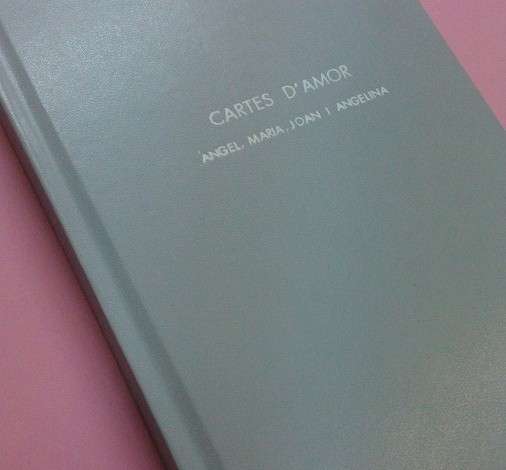 CARTES D'AMOR
ÀNGEL, MARIA, JOAN I ANGELINA